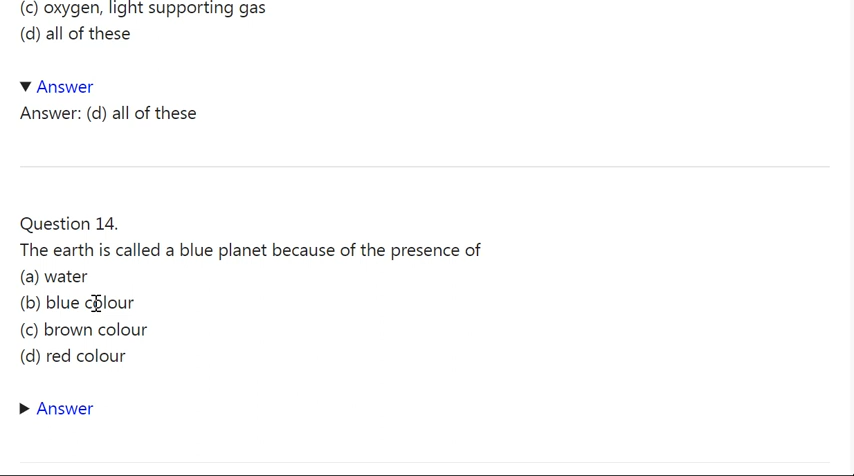 (c) oxygen, light supporting gas
(d) all of these
Answer
Answer: (d) all of these
Question 14.
The earth is called a blue planet because of the presence of
(a) water
(b) blue colour
(c) brown colour
(d) red colour
Answer